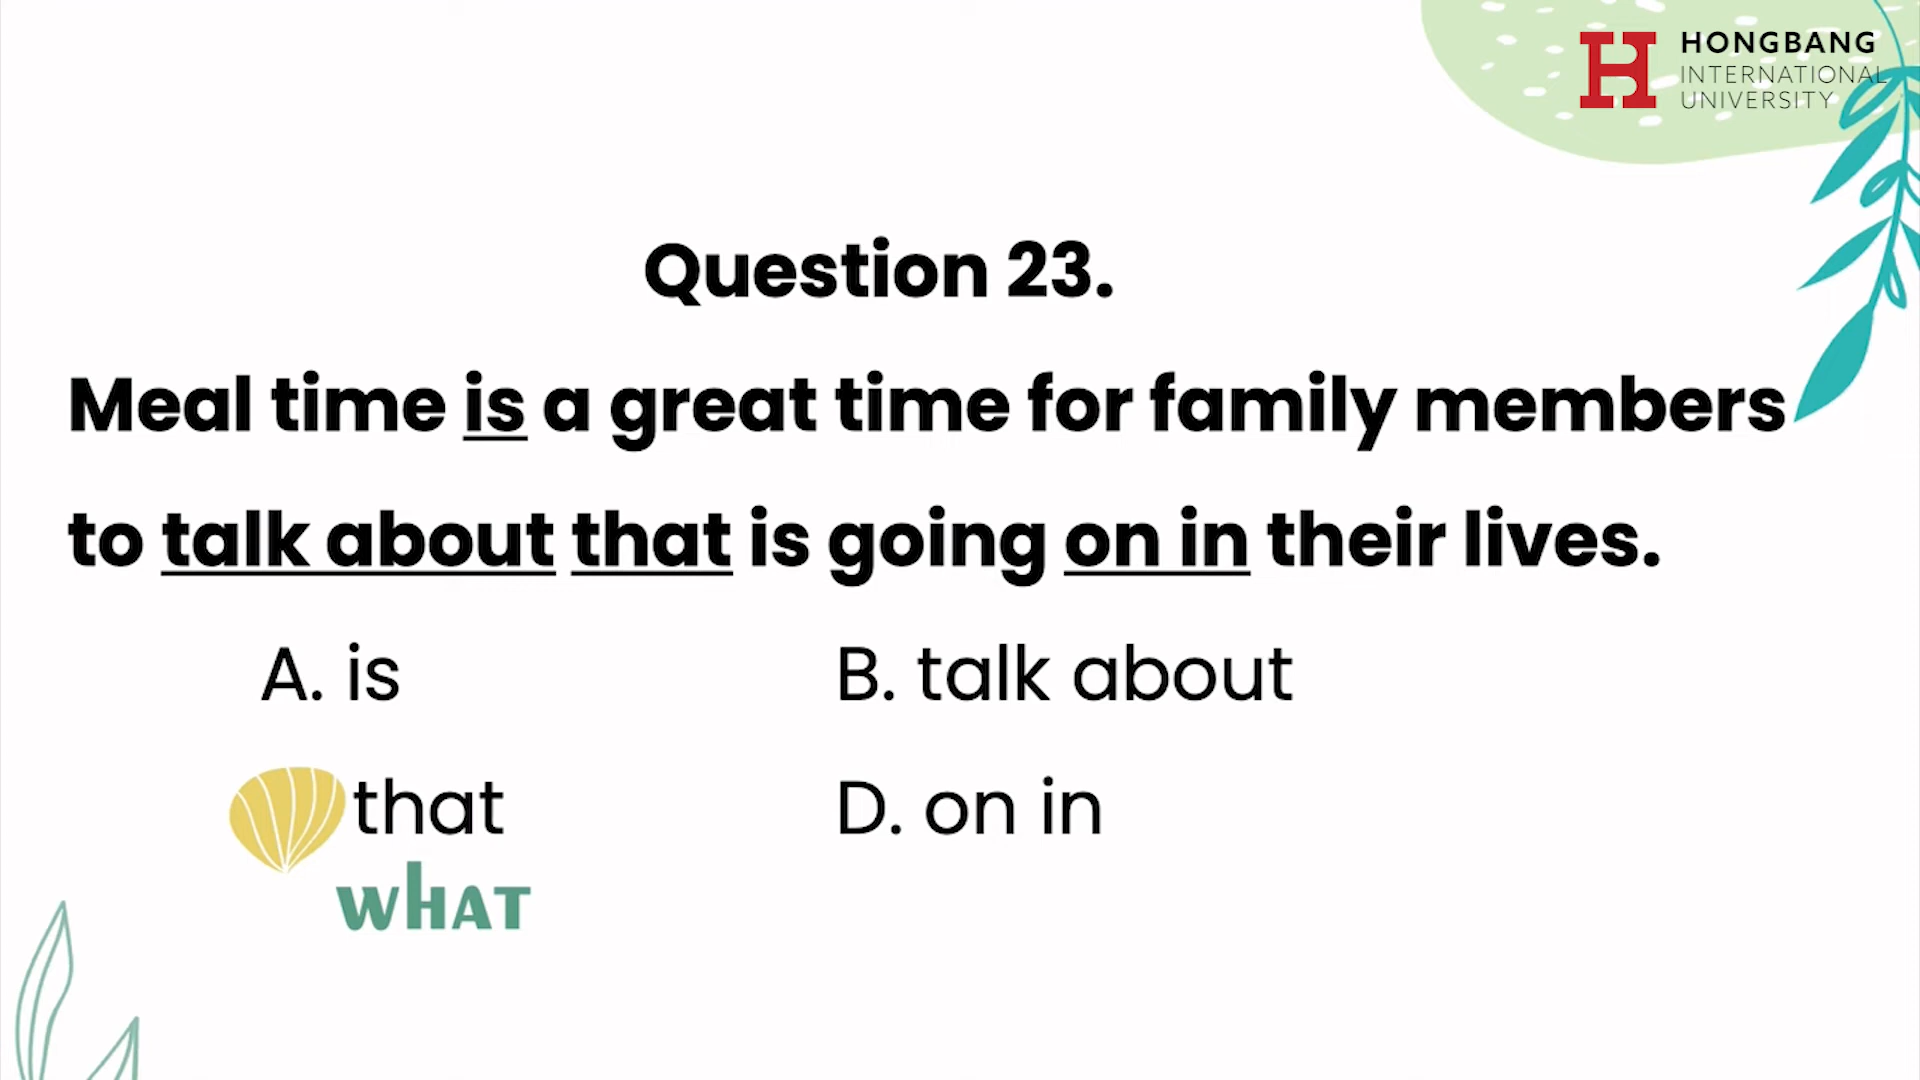 HONGBANG
INTERNATIONAL
UNIVERSITY
Question 23.
Meal time is a great time for family members
to talk about that is going on in their lives.
A. is
B. talk about
that
D. on in
WHAT